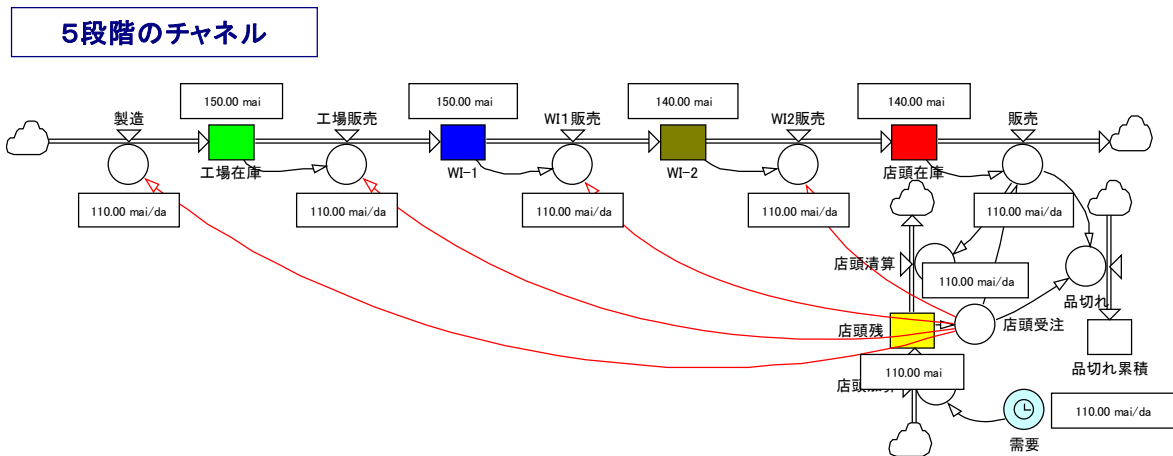 5段階のチャネル
150.00 mai
150.00 mai
140.00 mai
140.00 mai
製造
工場販売
WI1販売
WI2販売
販売
工場在庫
WI-1
WI-2
店頭在庫
110.00 mai/da
110.00 mai/da
110.00 mai/da
110.00 mai/da
110.00 mai/da
店頭清算
110.00 mai/da
品切れ
店頭残
店頭受注
品切れ累積
110.00 mai
110.00 mai/da
需要